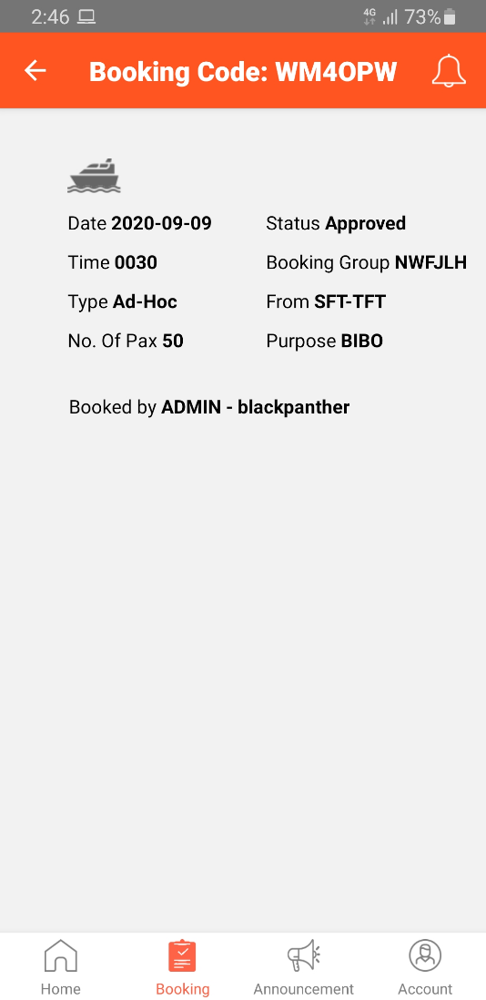 2:46
4G
73%
Booking Code: WM4OPW
Date 2020-09-09
Status Approved
Time 0030
Booking Group NWFJLH
Type Ad-Hoc
From SFT-TFT
No. Of Pax 50
Purpose BIBO
Booked by ADMIN - blackpanther
Home
Booking
Announcement
Account